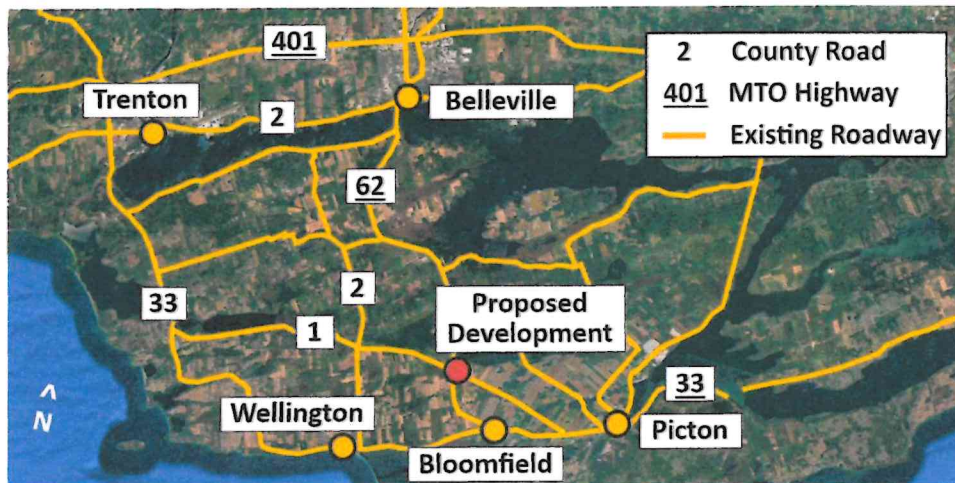 401
2 County Road
401 MTO Highway
Existing Roadway
Trenton
Belleville
2
62
33
2
1
Proposed
Development
33
Wellington
Bloomfield
Picton
^
N